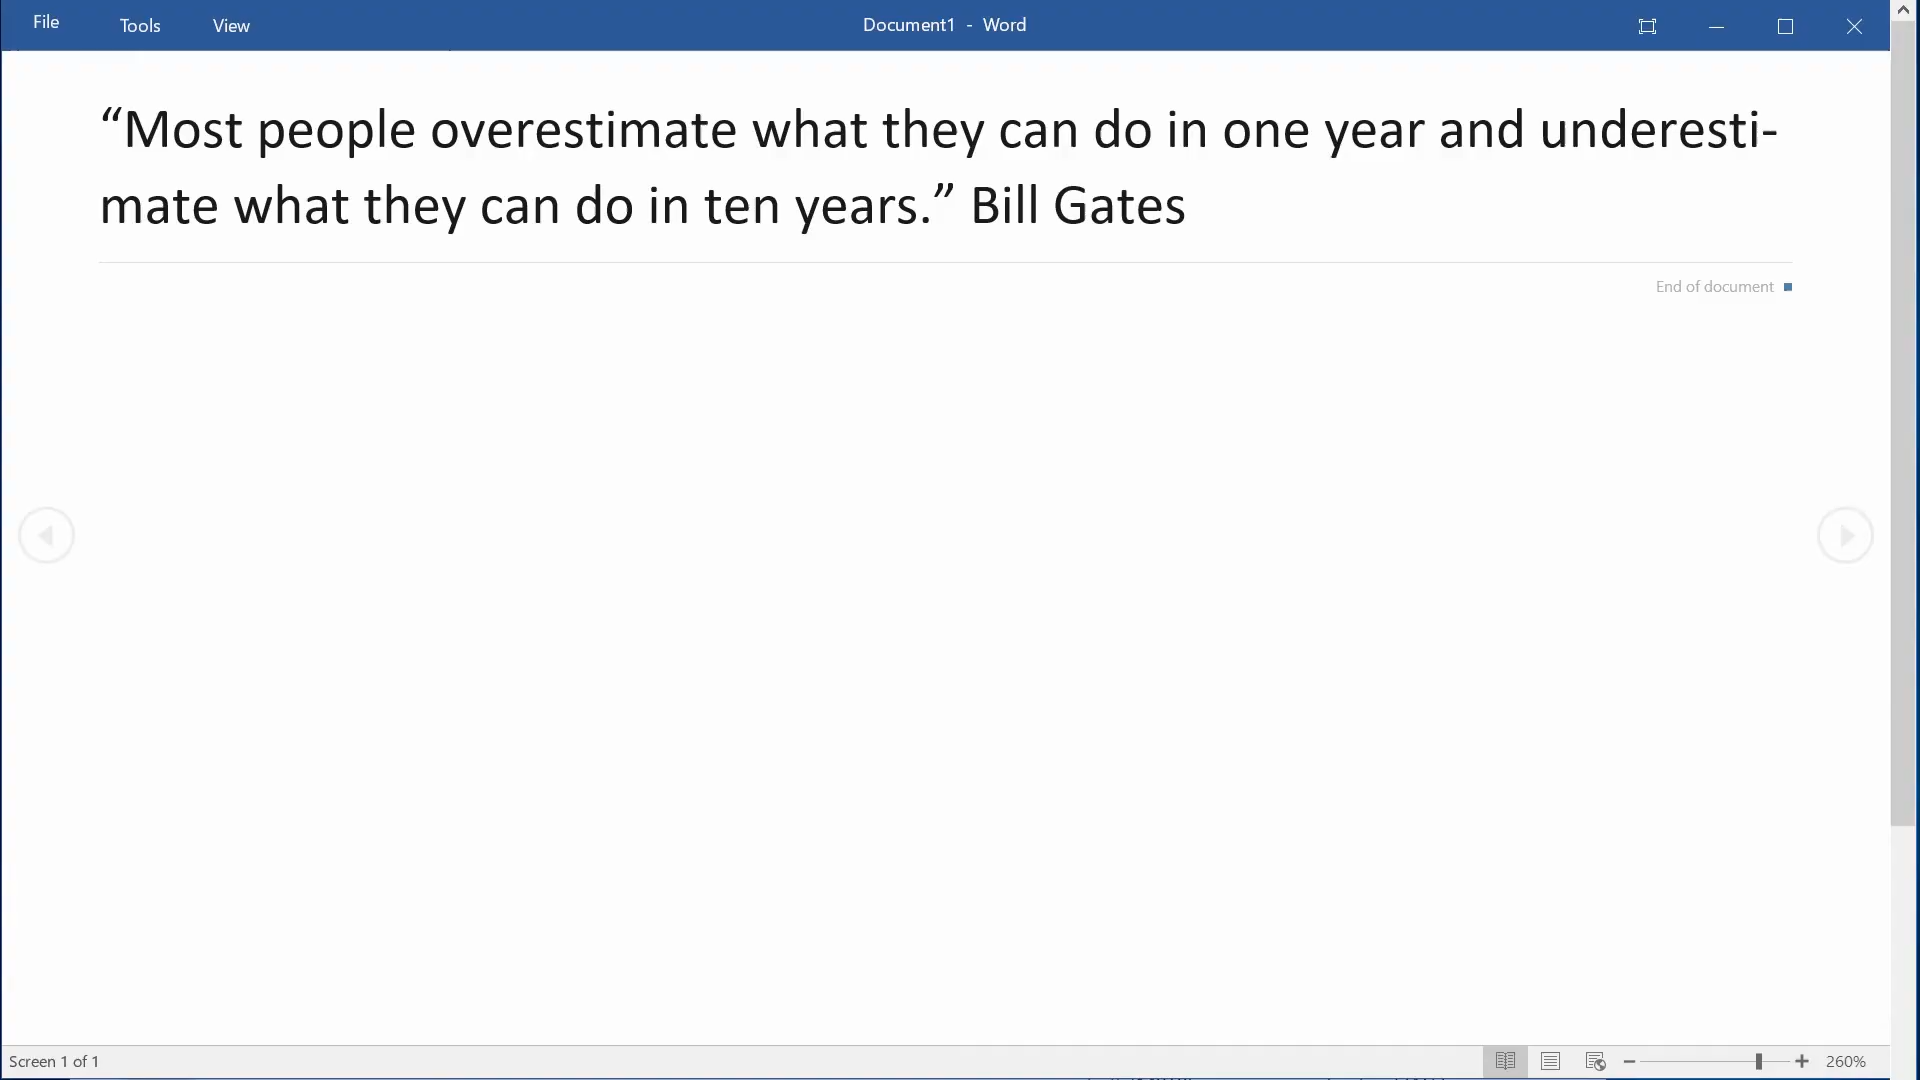 File Tools View Document1 - Word
“Most people overestimate what they can do in one year and underesti-
mate what they can do in ten years.” Bill Gates
End of document
Screen 1 of 1 260%